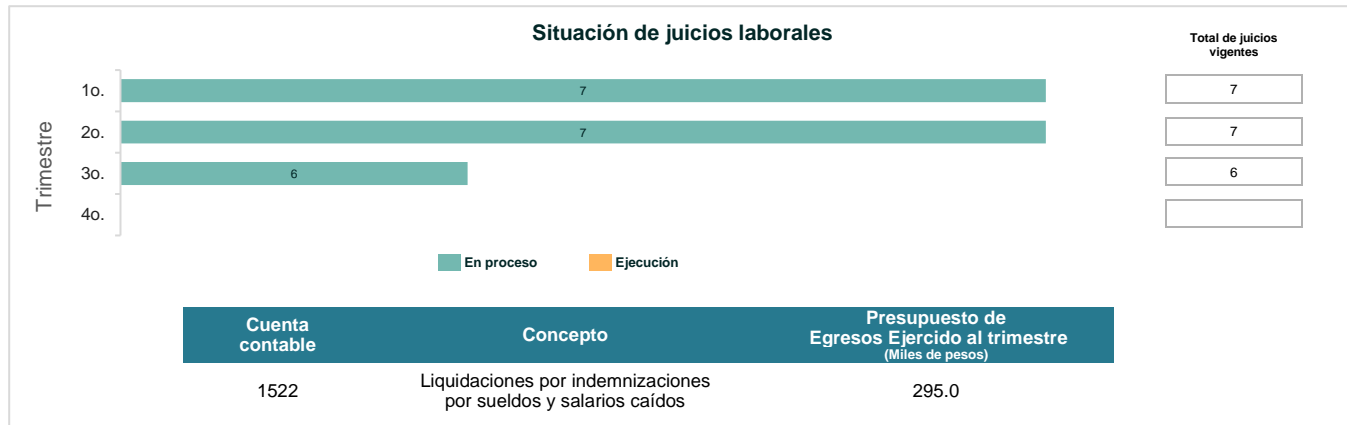 Situación de juicios laborales
Total de juicios
vigentes
Trimestre
1o.
7
7
2o.
7
7
3o.
6
6
4o.
En proceso
Ejecución
Cuenta
contable
Concepto
Presupuesto de
Egresos Ejercido al trimestre
(Miles de pesos)
1522
Liquidaciones por indemnizaciones
por sueldos y salarios caídos
295.0